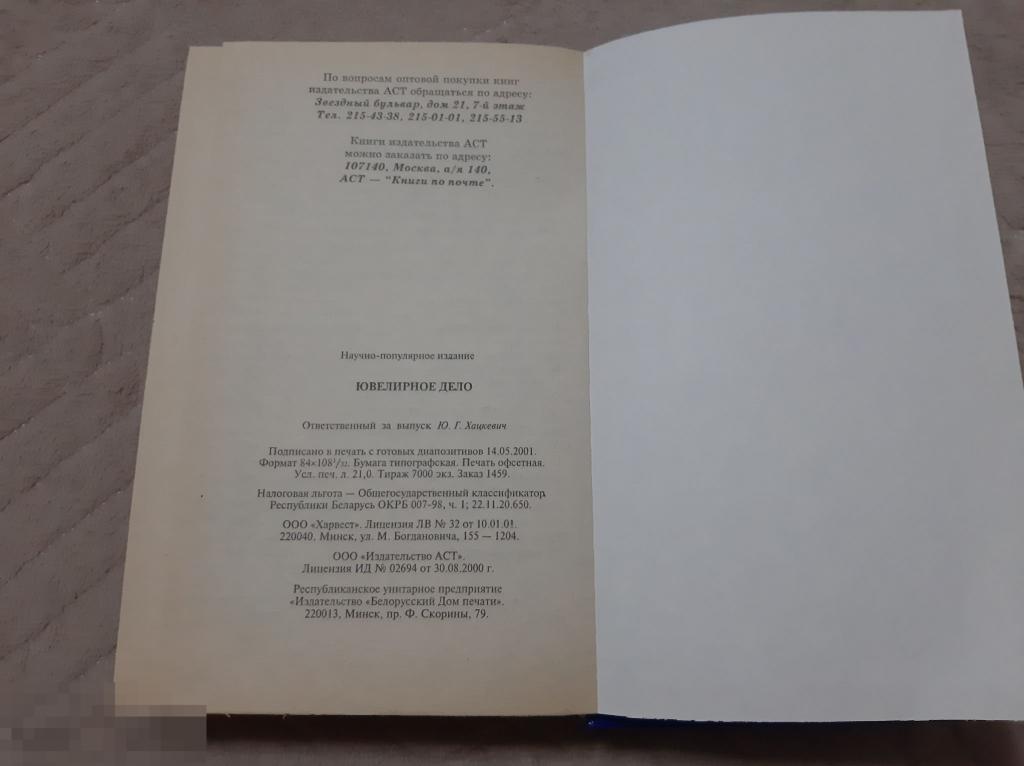 По вопросам оптовой покупки книг
издательства АСТ обращаться по адресу:
Звездный бульвар, дом 21, 7-й этаж
Тел. 215-43-38, 215-01-01, 215-55-13
Книги издательства АСТ
можно заказать по адресу:
107140, Москва, а/я 140,
АСТ — "Книги по почте".
Научно-популярное издание
ЮВЕЛИРНОЕ ДЕЛО
Ответственный за выпуск Ю. Г. Хацкевич
Подписано в печать с готовых диапозитивов 14.05.2001.
Формат 84×108¹/₃₂. Бумага типографская. Печать офсетная.
Усл. печ. л. 21,0. Тираж 7000 экз. Заказ 1459.
Налоговая льгота — Общегосударственный классификатор
Республики Беларусь ОКРБ 007-98, ч. 1; 22.11.20.650.
ООО «Харвест». Лицензия ЛВ № 32 от 10.01.01.
220040, Минск, ул. М. Богдановича, 155 — 1204.
ООО «Издательство АСТ».
Лицензия ИД № 02694 от 30.08.2000 г.
Республиканское унитарное предприятие
«Издательство «Белорусский Дом печати».
220013, Минск, пр. Ф. Скорины, 79.